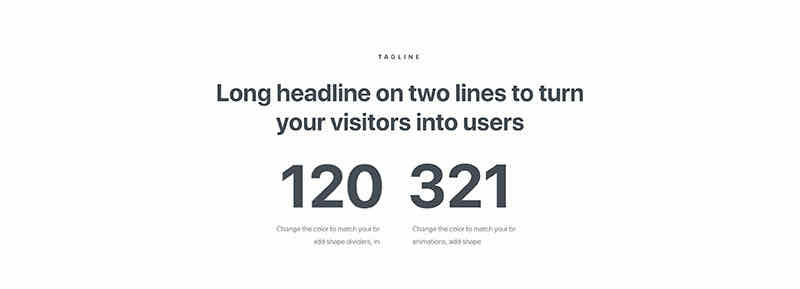 TAGLINE
Long headline on two lines to turn
your visitors into users
120 321
Change the color to match your br
add shape dividers, in
Change the color to match your br
animations, add shape